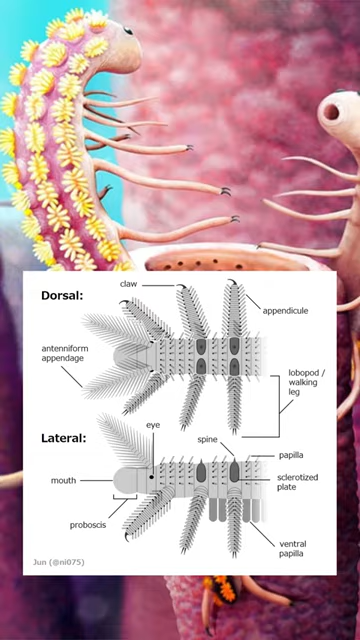 Dorsal:
claw
appendicule
antenniform
appendage
lobopod /
walking
leg
Lateral:
eye
spine
papilla
mouth
sclerotized
plate
proboscis
ventral
papilla
Jun (@ni075)